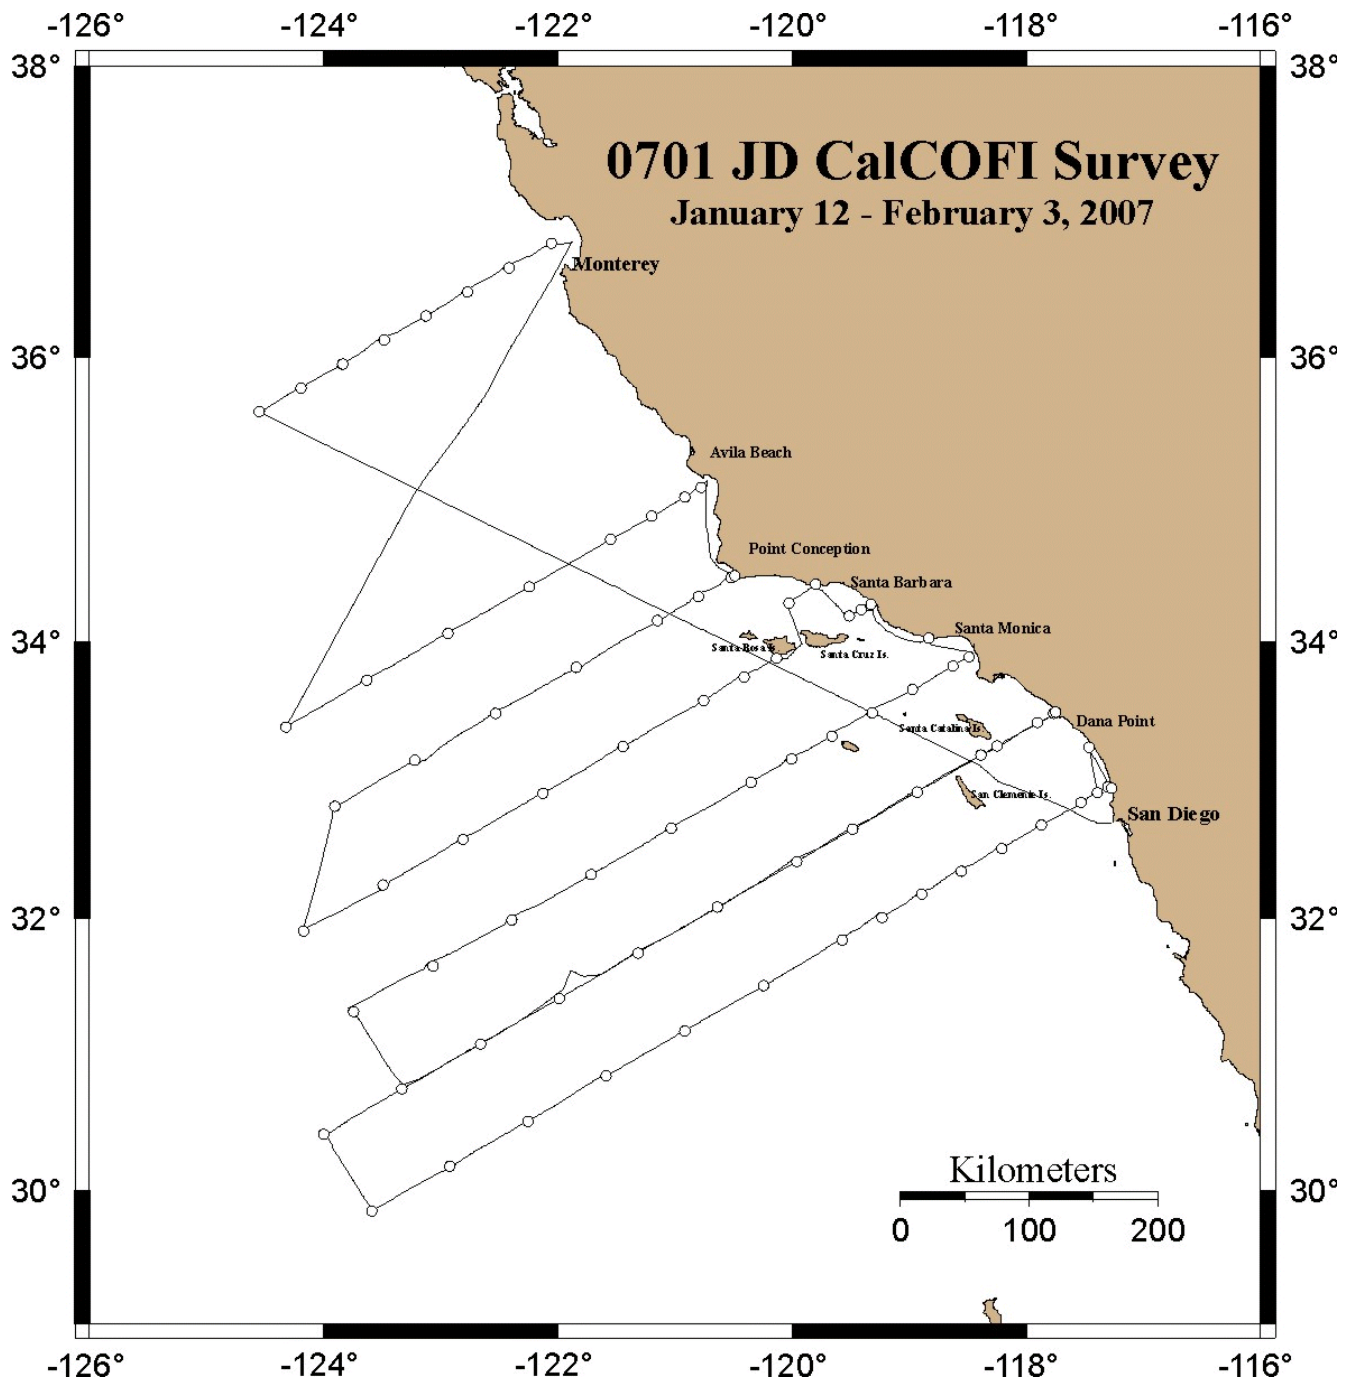 -126° -124° -122° -120° -118° -116°
38° 38°
0701 JD CalCOFI Survey
January 12 - February 3, 2007
Monterey
36° 36°
Avila Beach
Point Conception
Santa Barbara
Santa Monica
34° 34°
Santa Rosa Is.
Santa Cruz Is.
Dana Point
Santa Catalina Is.
San Clemente Is.
San Diego
32° 32°
Kilometers
30° 30°
0 100 200
-126° -124° -122° -120° -118° -116°